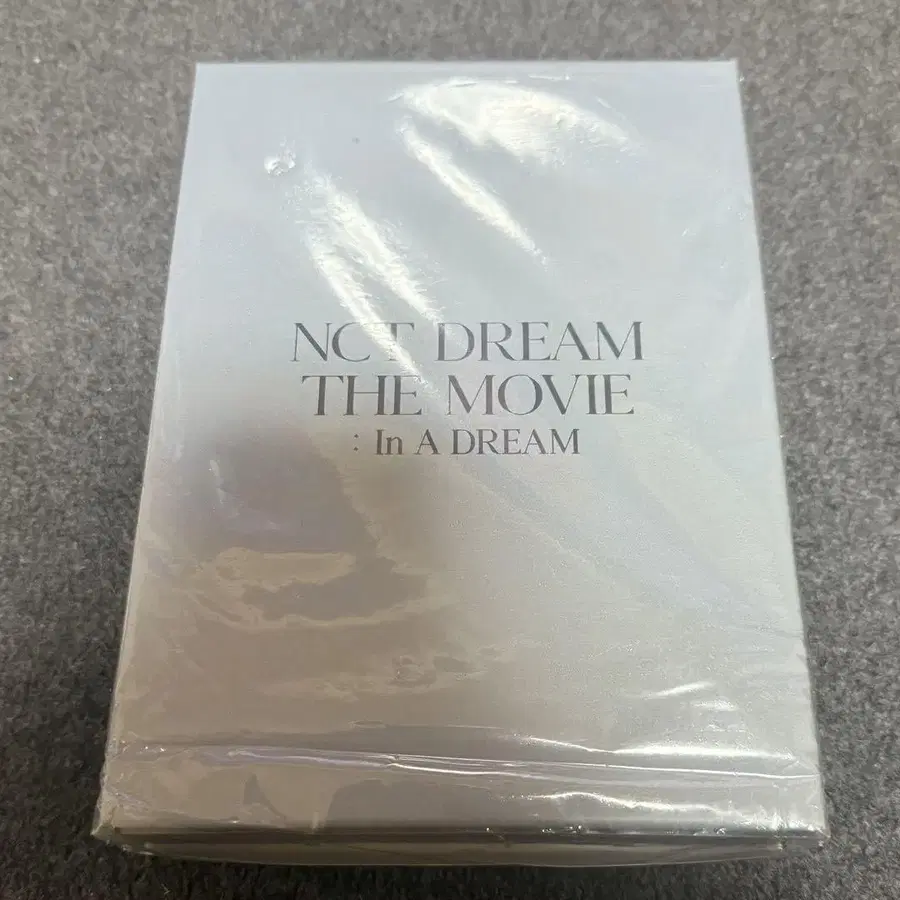 NCT DREAM
THE MOVIE
: In A DREAM